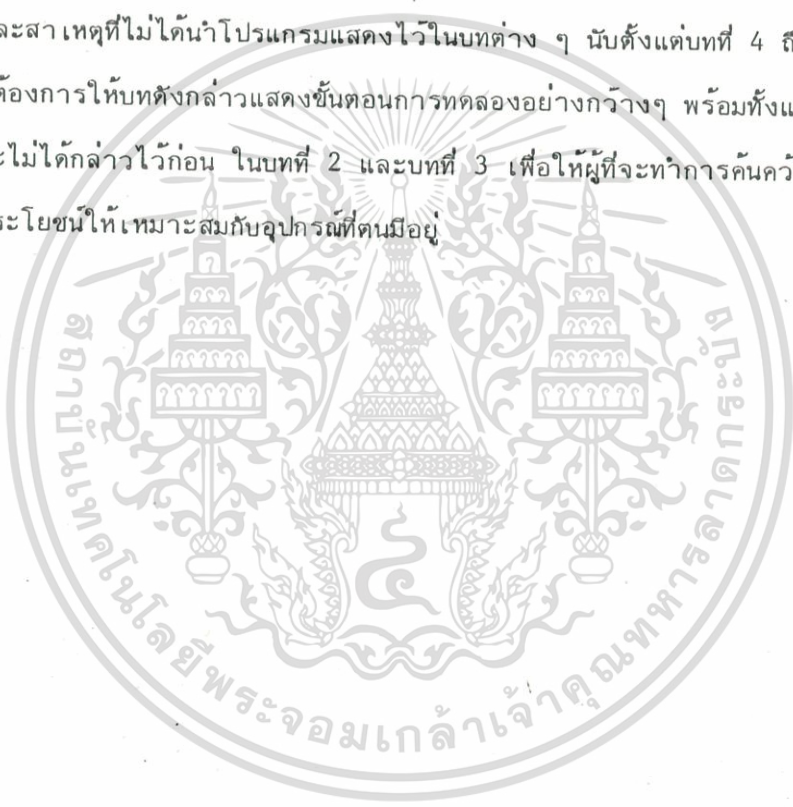 ละสาเหตุที่ไม่ได้นำโปรแกรมแสดงไว้ในบทต่าง ๆ นับตั้งแต่บทที่ 4 ถึ
ต้องการให้บทดังกล่าวแสดงขั้นตอนการทดลองอย่างกว้างๆ พร้อมทั้งแ
ะไม่ได้กล่าวไว้ก่อน ในบทที่ 2 และบทที่ 3 เพื่อให้ผู้ที่จะทำการค้นคว้
ระโยชน์ให้เหมาะสมกับอุปกรณ์ที่ตนมีอยู่
สถาบันเทคโนโลยีพระจอมเกล้าเจ้าคุณทหารลาดกระบัง